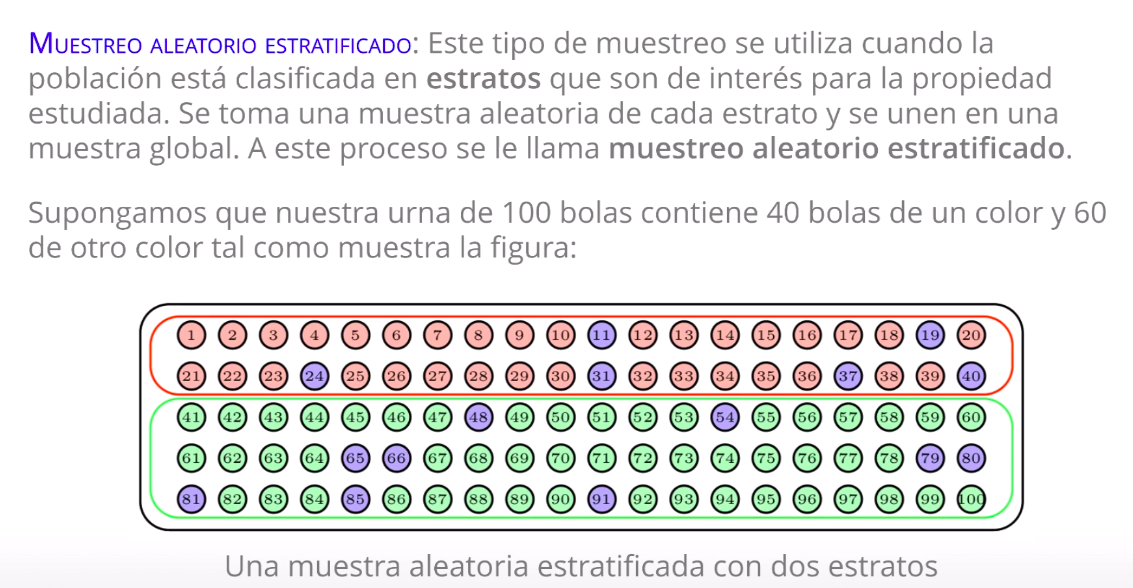 MUESTREO ALEATORIO ESTRATIFICADO: Este tipo de muestreo se utiliza cuando la
población está clasificada en estratos que son de interés para la propiedad
estudiada. Se toma una muestra aleatoria de cada estrato y se unen en una
muestra global. A este proceso se le llama muestreo aleatorio estratificado.
Supongamos que nuestra urna de 100 bolas contiene 40 bolas de un color y 60
de otro color tal como muestra la figura:
1 2 3 4 5 6 7 8 9 10 11 12 13 14 15 16 17 18 19 20
21 22 23 24 25 26 27 28 29 30 31 32 33 34 35 36 37 38 39 40
41 42 43 44 45 46 47 48 49 50 51 52 53 54 55 56 57 58 59 60
61 62 63 64 65 66 67 68 69 70 71 72 73 74 75 76 77 78 79 80
81 82 83 84 85 86 87 88 89 90 91 92 93 94 95 96 97 98 99 100
Una muestra aleatoria estratificada con dos estratos